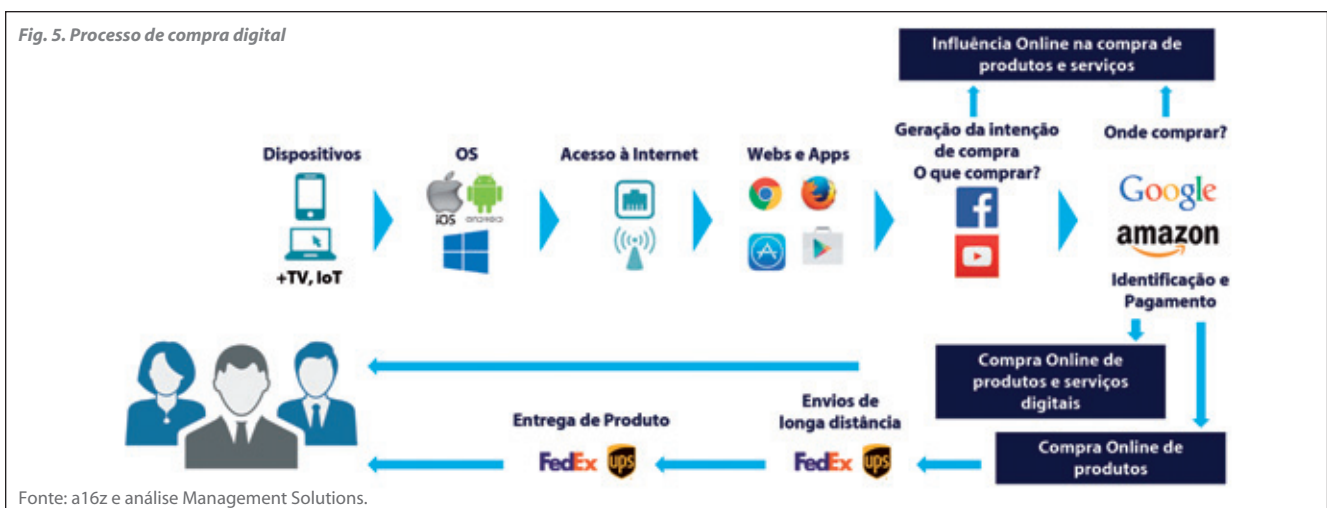 Fig. 5. Processo de compra digital
Influência Online na compra de
produtos e serviços
Dispositivos
OS
Acesso à Internet
Webs e Apps
Geração da intenção
de compra
O que comprar?
Onde comprar?
iOS
ANDROID
+TV, IoT
Google
amazon
Identificação e
Pagamento
Compra Online de
produtos e serviços
digitais
Entrega de Produto
Envios de
longa distância
Compra Online de
produtos
FedEx
ups
FedEx
ups
Fonte: a16z e análise Management Solutions.